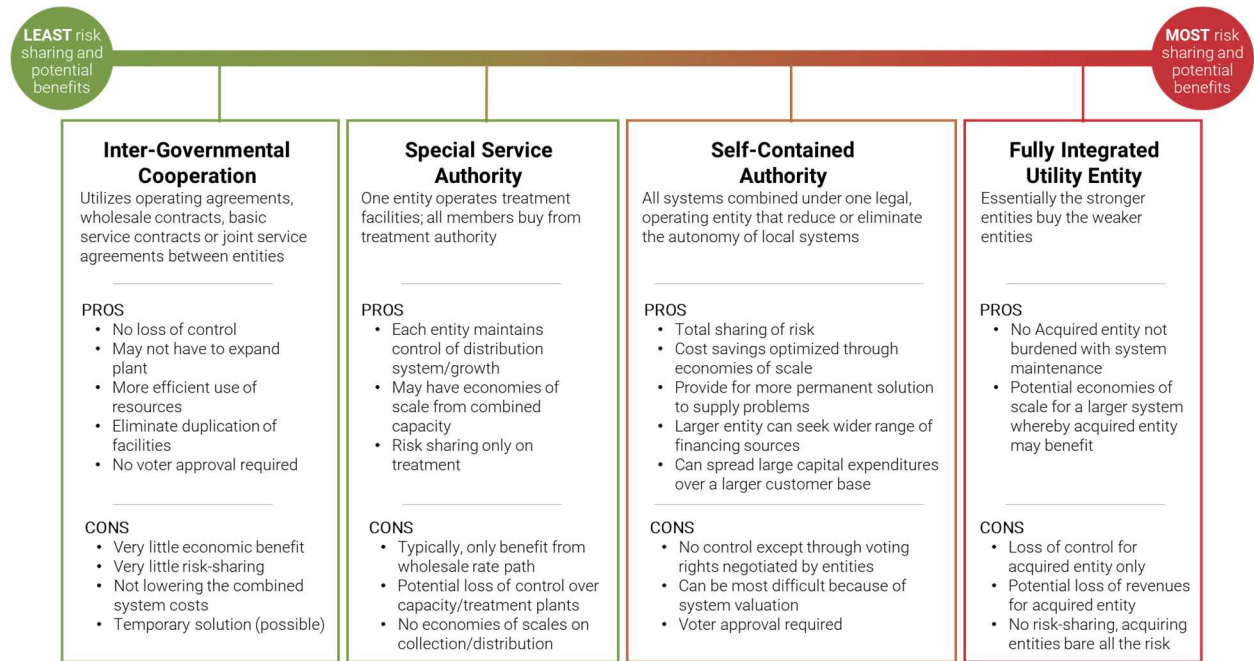 LEAST risk
sharing and
potential
benefits
MOST risk
sharing and
potential
benefits
Inter-Governmental
Cooperation
Utilizes operating agreements,
wholesale contracts, basic
service contracts or joint service
agreements between entities
PROS
• No loss of control
• May not have to expand
plant
• More efficient use of
resources
• Eliminate duplication of
facilities
• No voter approval required
CONS
• Very little economic benefit
• Very little risk-sharing
• Not lowering the combined
system costs
• Temporary solution (possible)
Special Service
Authority
One entity operates treatment
facilities; all members buy from
treatment authority
PROS
• Each entity maintains
control of distribution
system/growth
• May have economies of
scale from combined
capacity
• Risk sharing only on
treatment
CONS
• Typically, only benefit from
wholesale rate path
• Potential loss of control over
capacity/treatment plants
• No economies of scales on
collection/distribution
Self-Contained
Authority
All systems combined under one legal,
operating entity that reduce or eliminate
the autonomy of local systems
PROS
• Total sharing of risk
• Cost savings optimized through
economies of scale
• Provide for more permanent solution
to supply problems
• Larger entity can seek wider range of
financing sources
• Can spread large capital expenditures
over a larger customer base
CONS
• No control except through voting
rights negotiated by entities
• Can be most difficult because of
system valuation
• Voter approval required
Fully Integrated
Utility Entity
Essentially the stronger
entities buy the weaker
entities
PROS
• No Acquired entity not
burdened with system
maintenance
• Potential economies of
scale for a larger system
whereby acquired entity
may benefit
CONS
• Loss of control for
acquired entity only
• Potential loss of revenues
for acquired entity
• No risk-sharing, acquiring
entities bare all the risk